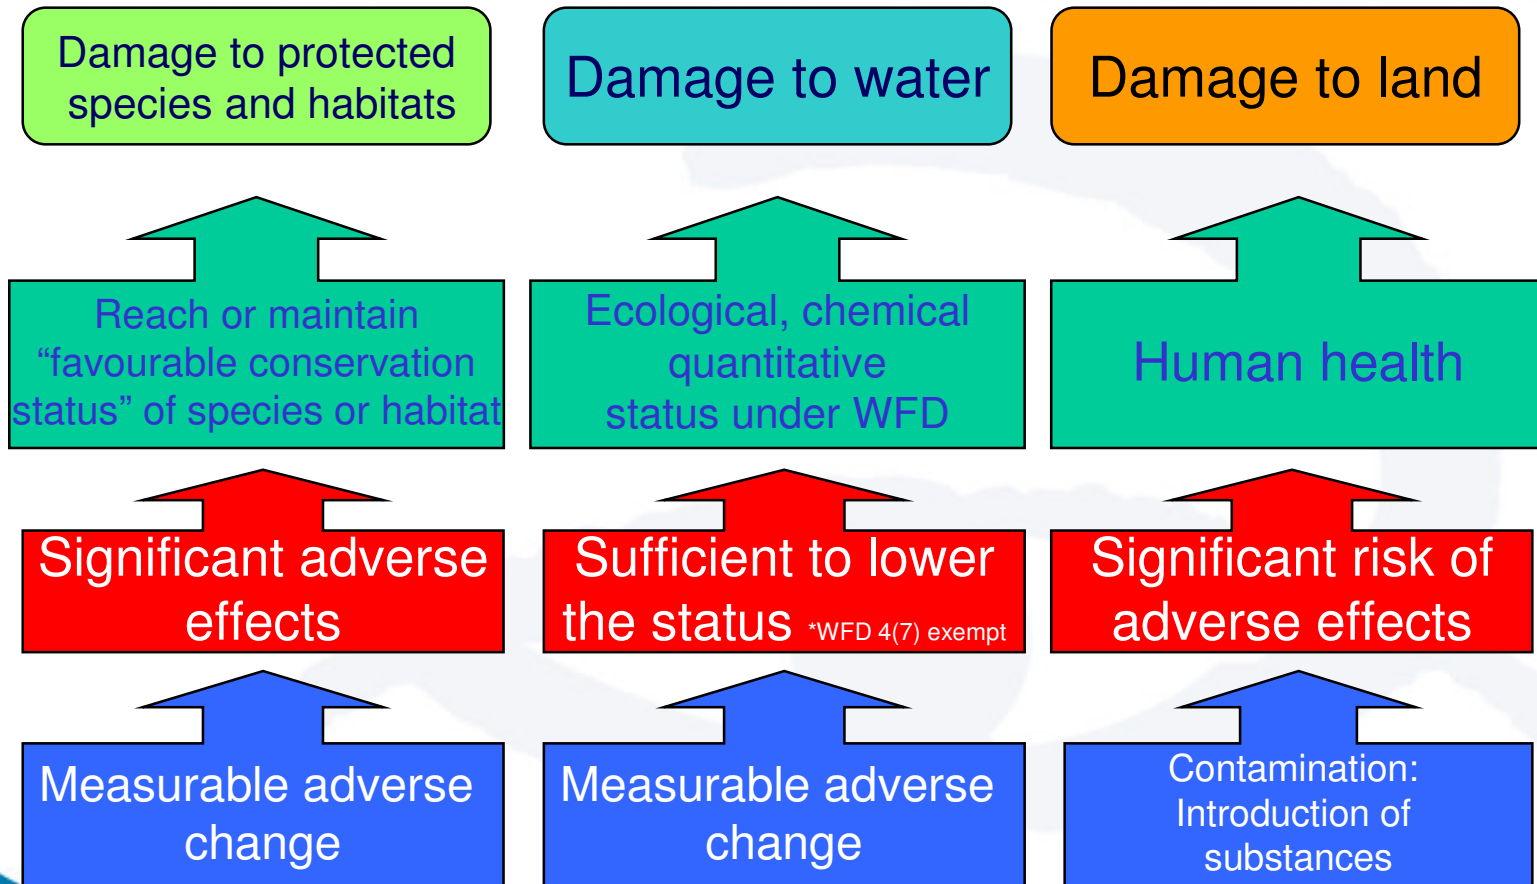 Damage to protected
species and habitats
Damage to water
Damage to land
Reach or maintain
“favourable conservation
status” of species or habitat
Ecological, chemical
quantitative
status under WFD
Human health
Significant adverse
effects
Sufficient to lower
the status *WFD 4(7) exempt
Significant risk of
adverse effects
Measurable adverse
change
Measurable adverse
change
Contamination:
Introduction of
substances